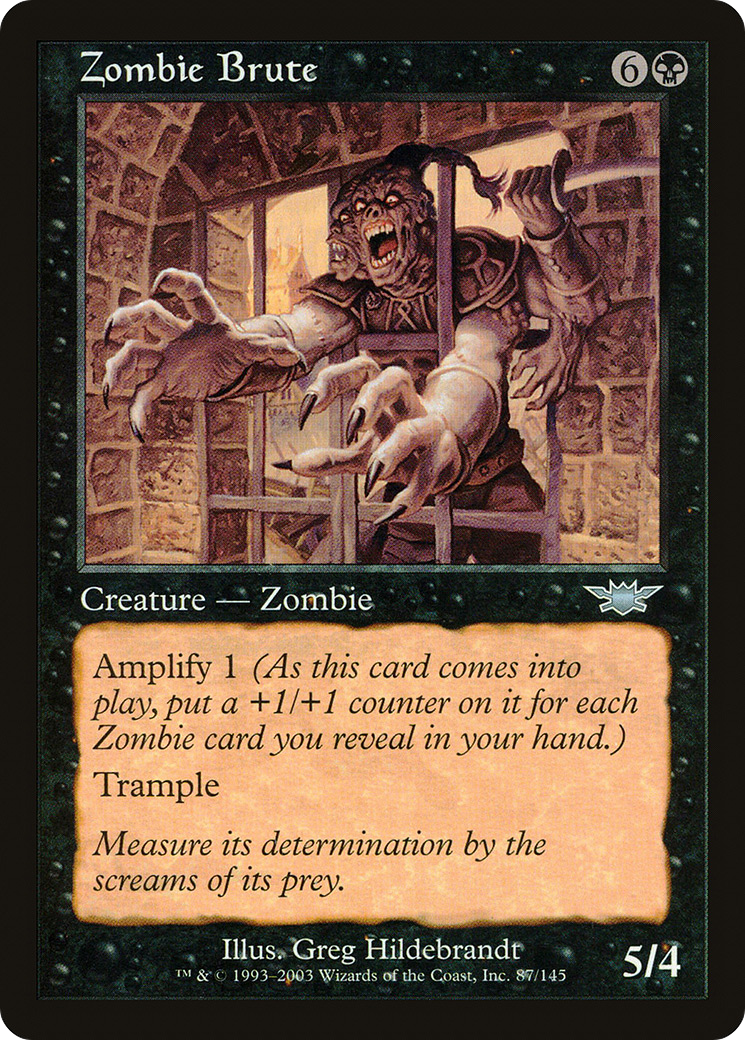 Zombie Brute 6
Creature — Zombie
Amplify 1 (As this card comes into
play, put a +1/+1 counter on it for each
Zombie card you reveal in your hand.)
Trample
Measure its determination by the
screams of its prey.
Illus. Greg Hildebrandt
™ & © 1993–2003 Wizards of the Coast, Inc. 87/145
5/4